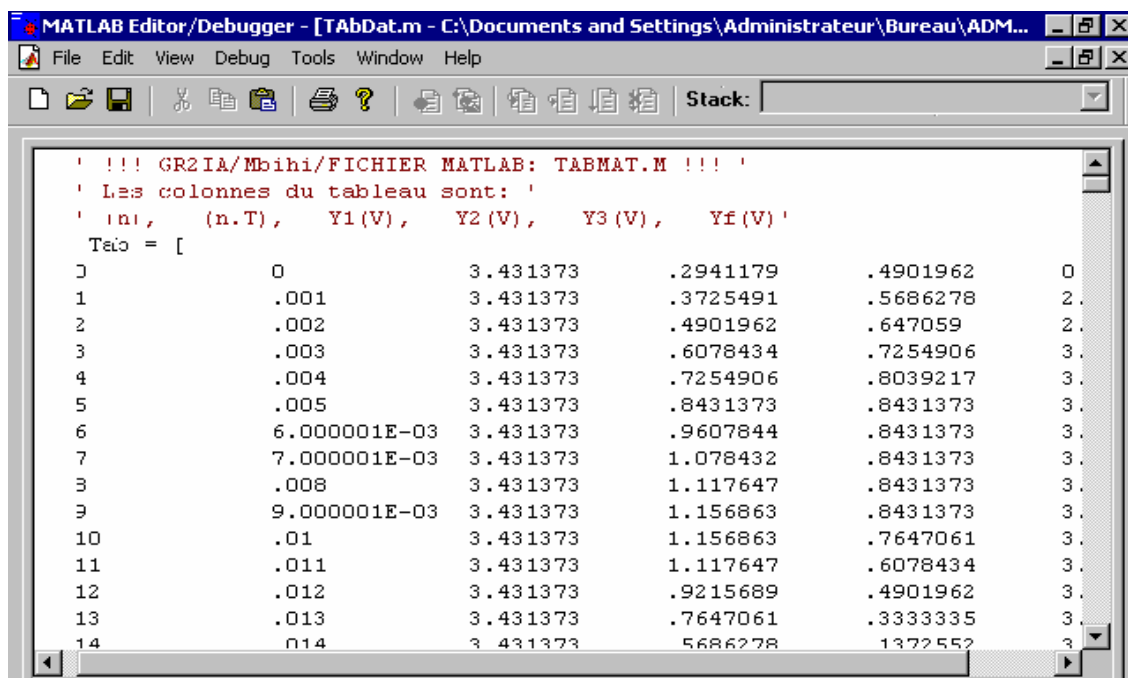 MATLAB Editor/Debugger - [TAbDat.m - C:\Documents and Settings\Administrateur\Bureau\ADM...
File Edit View Debug Tools Window Help
Stack:
' !!! GR2IA/Mbihi/FICHIER MATLAB: TABMAT.M !!! '
' Les colonnes du tableau sont: '
' (n), (n.T), Y1(V), Y2(V), Y3(V), Yf(V)'
Tab = [
0 0 3.431373 .2941179 .4901962 0
1 .001 3.431373 .3725491 .5686278 2.
2 .002 3.431373 .4901962 .647059 2.
3 .003 3.431373 .6078434 .7254906 3.
4 .004 3.431373 .7254906 .8039217 3.
5 .005 3.431373 .8431373 .8431373 3.
6 6.000001E-03 3.431373 .9607844 .8431373 3.
7 7.000001E-03 3.431373 1.078432 .8431373 3.
8 .008 3.431373 1.117647 .8431373 3.
9 9.000001E-03 3.431373 1.156863 .8431373 3.
10 .01 3.431373 1.156863 .7647061 3.
11 .011 3.431373 1.117647 .6078434 3.
12 .012 3.431373 .9215689 .4901962 3.
13 .013 3.431373 .7647061 .3333335 3.
14 .014 3.431373 .5686278 .1372552 3